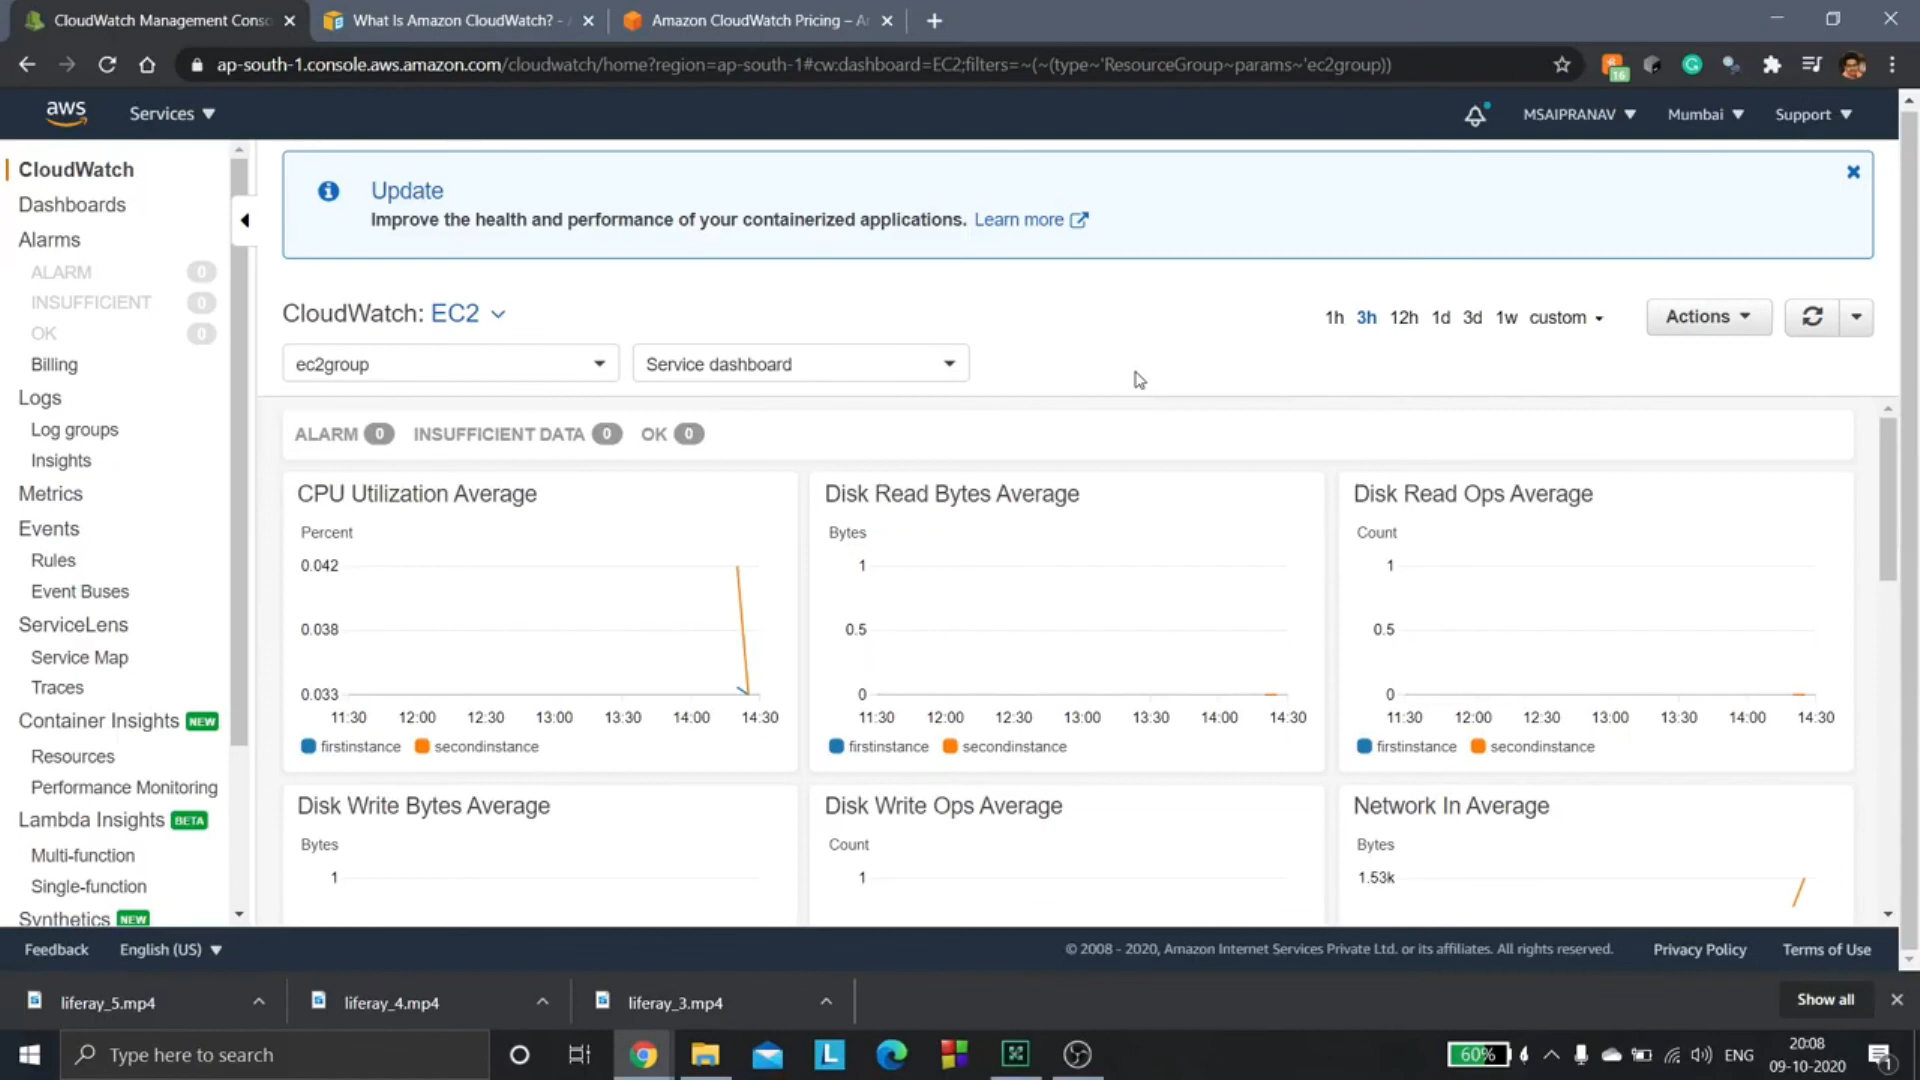 CloudWatch Management Conso
What Is Amazon CloudWatch? -
Amazon CloudWatch Pricing – A
ap-south-1.console.aws.amazon.com/cloudwatch/home?region=ap-south-1#cw:dashboard=EC2;filters=~(~(type~'ResourceGroup~params~'ec2group))
16
aws
Services
MSAIPRANAV
Mumbai
Support
CloudWatch
Dashboards
Alarms
ALARM 0
INSUFFICIENT 0
OK 0
Billing
Logs
Log groups
Insights
Metrics
Events
Rules
Event Buses
ServiceLens
Service Map
Traces
Container Insights NEW
Resources
Performance Monitoring
Lambda Insights BETA
Multi-function
Single-function
Synthetics NEW
Update
Improve the health and performance of your containerized applications. Learn more
CloudWatch: EC2
1h 3h 12h 1d 3d 1w custom
Actions
ec2group
Service dashboard
ALARM 0 INSUFFICIENT DATA 0 OK 0
CPU Utilization Average
Percent
0.042
0.038
0.033
11:30 12:00 12:30 13:00 13:30 14:00 14:30
firstinstance secondinstance
Disk Read Bytes Average
Bytes
1
0.5
0
11:30 12:00 12:30 13:00 13:30 14:00 14:30
firstinstance secondinstance
Disk Read Ops Average
Count
1
0.5
0
11:30 12:00 12:30 13:00 13:30 14:00 14:30
firstinstance secondinstance
Disk Write Bytes Average
Bytes
1
Disk Write Ops Average
Count
1
Network In Average
Bytes
1.53k
Feedback
English (US)
© 2008 - 2020, Amazon Internet Services Private Ltd. or its affiliates. All rights reserved.
Privacy Policy
Terms of Use
liferay_5.mp4
liferay_4.mp4
liferay_3.mp4
Show all
Type here to search
L
60%
ENG
20:08
09-10-2020
1